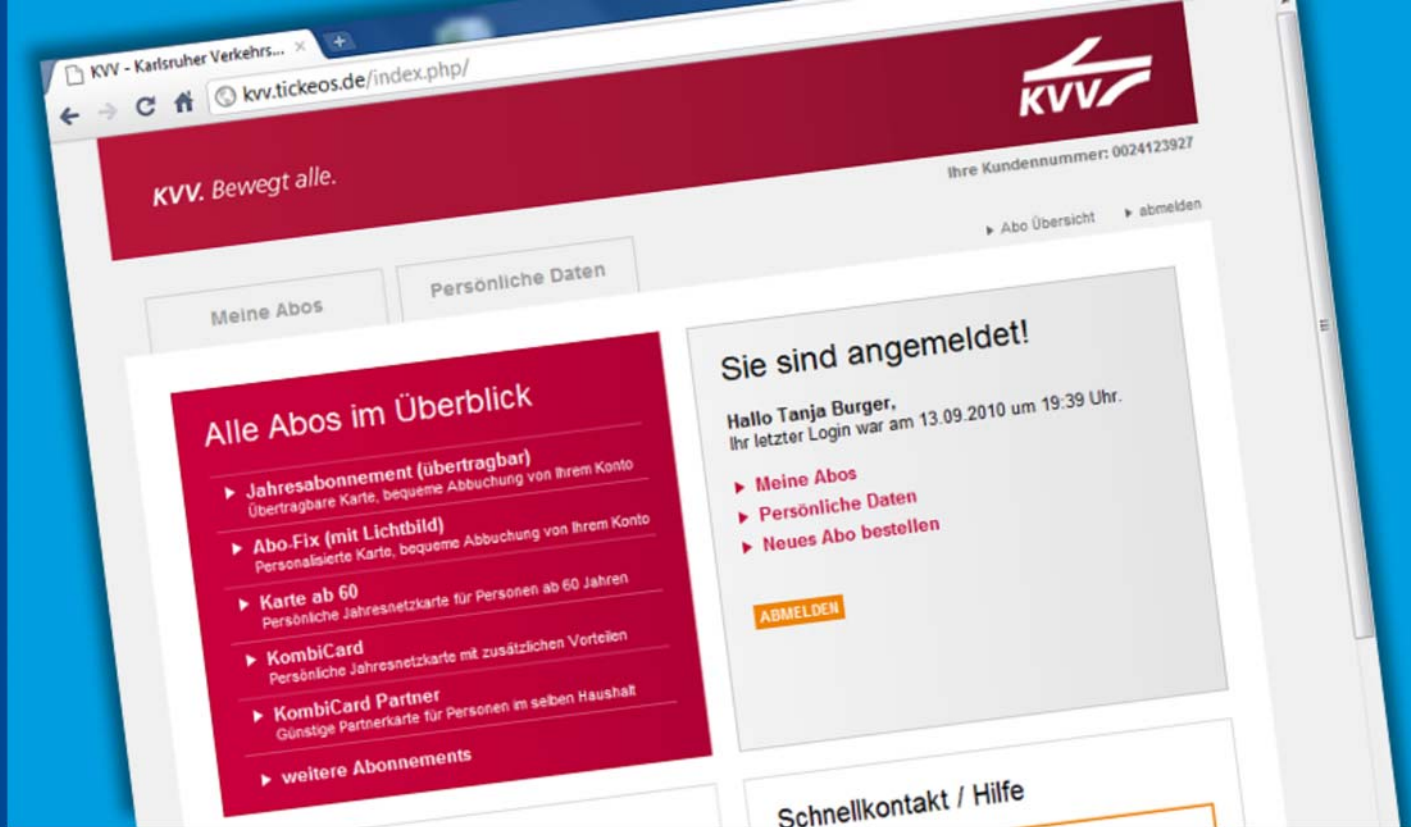 KVV - Karlsruher Verkehrs...
kvv.tickeos.de/index.php/
KVV
KVV. Bewegt alle.
Ihre Kundennummer: 0024123927
Abo Übersicht
abmelden
Meine Abos
Persönliche Daten
Alle Abos im Überblick
Jahresabonnement (übertragbar)
Übertragbare Karte, bequeme Abbuchung von Ihrem Konto
Abo-Fix (mit Lichtbild)
Personalisierte Karte, bequeme Abbuchung von Ihrem Konto
Karte ab 60
Persönliche Jahresnetzkarte für Personen ab 60 Jahren
KombiCard
Persönliche Jahresnetzkarte mit zusätzlichen Vorteilen
KombiCard Partner
Günstige Partnerkarte für Personen im selben Haushalt
weitere Abonnements
Sie sind angemeldet!
Hallo Tanja Burger,
Ihr letzter Login war am 13.09.2010 um 19:39 Uhr.
Meine Abos
Persönliche Daten
Neues Abo bestellen
ABMELDEN
Schnellkontakt / Hilfe